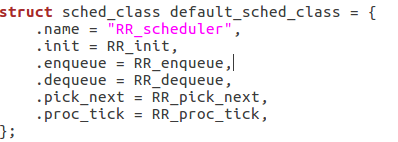 struct sched_class default_sched_class = {
    .name = "RR_scheduler",
    .init = RR_init,
    .enqueue = RR_enqueue,
    .dequeue = RR_dequeue,
    .pick_next = RR_pick_next,
    .proc_tick = RR_proc_tick,
};